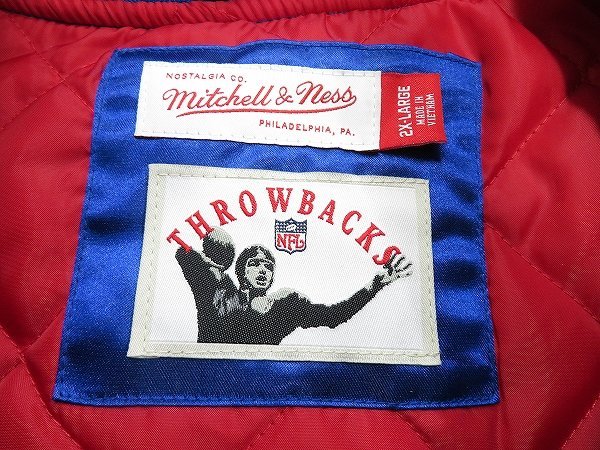 NOSTALGIA CO.
Mitchell & Ness
PHILADELPHIA, PA.
2X-LARGE
MADE IN
VIETNAM
THROWBACKS
NFL